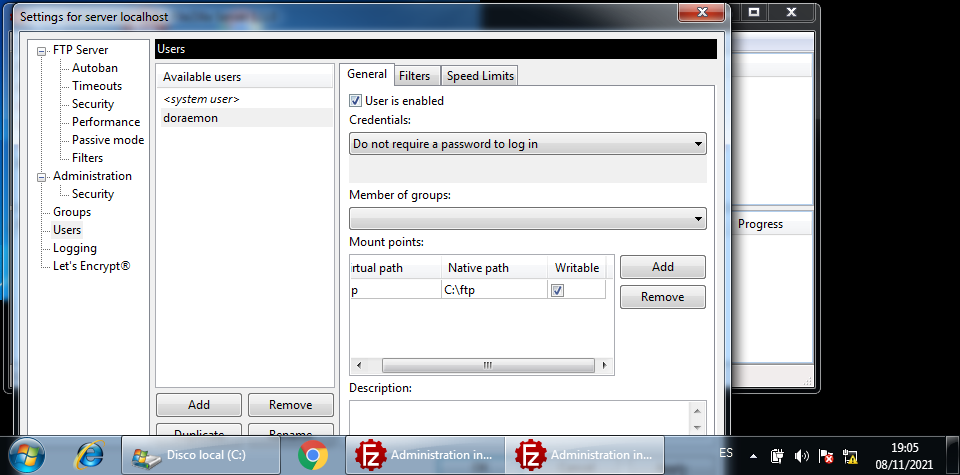 Settings for server localhost
FTP Server
Autoban
Timeouts
Security
Performance
Passive mode
Filters
Administration
Security
Groups
Users
Logging
Let's Encrypt®
Users
Available users
<system user>
doraemon
Add
Remove
Duplicate
Rename
General
Filters
Speed Limits
User is enabled
Credentials:
Do not require a password to log in
Member of groups:
Mount points:
rtual path
Native path
Writable
p
C:\ftp
Add
Remove
Description:
Progress
Disco local (C:)
Administration in...
Administration in...
ES
19:05
08/11/2021